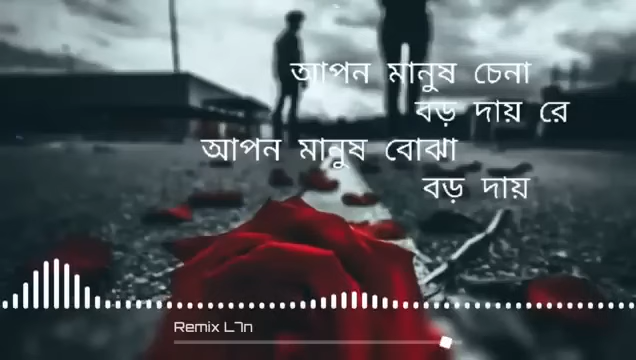 আপন মানুষ চেনা
বড় দায় রে
আপন মানুষ বোঝা
বড় দায়
Remix L7n